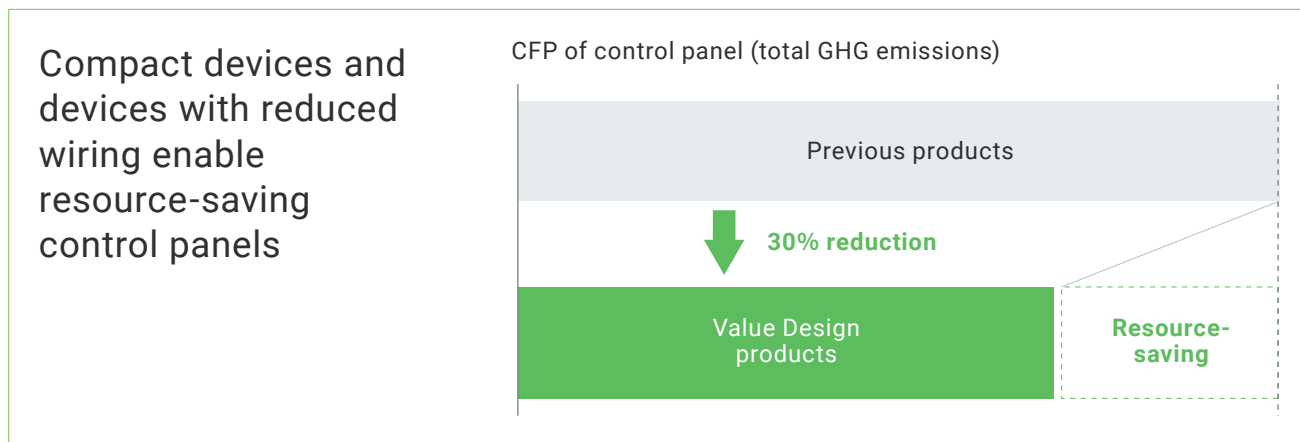 Compact devices and
devices with reduced
wiring enable
resource-saving
control panels
CFP of control panel (total GHG emissions)
Previous products
30% reduction
Value Design
products
Resource-
saving